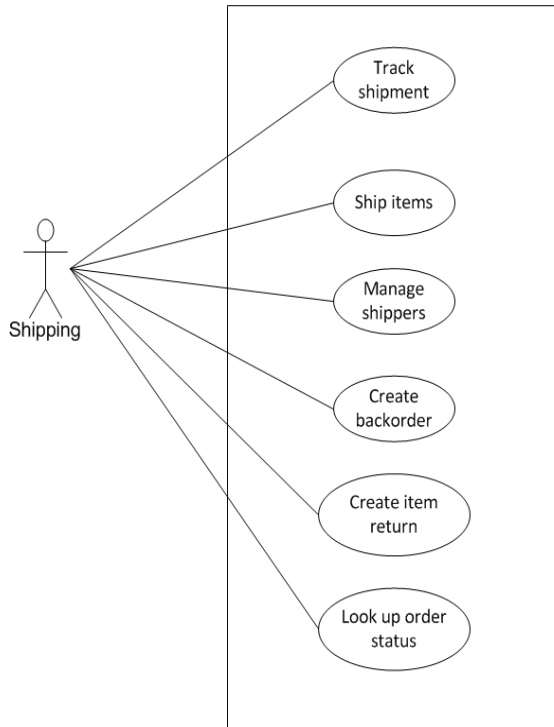 Track
shipment
Ship items
Manage
shippers
Shipping
Create
backorder
Create item
return
Look up order
status